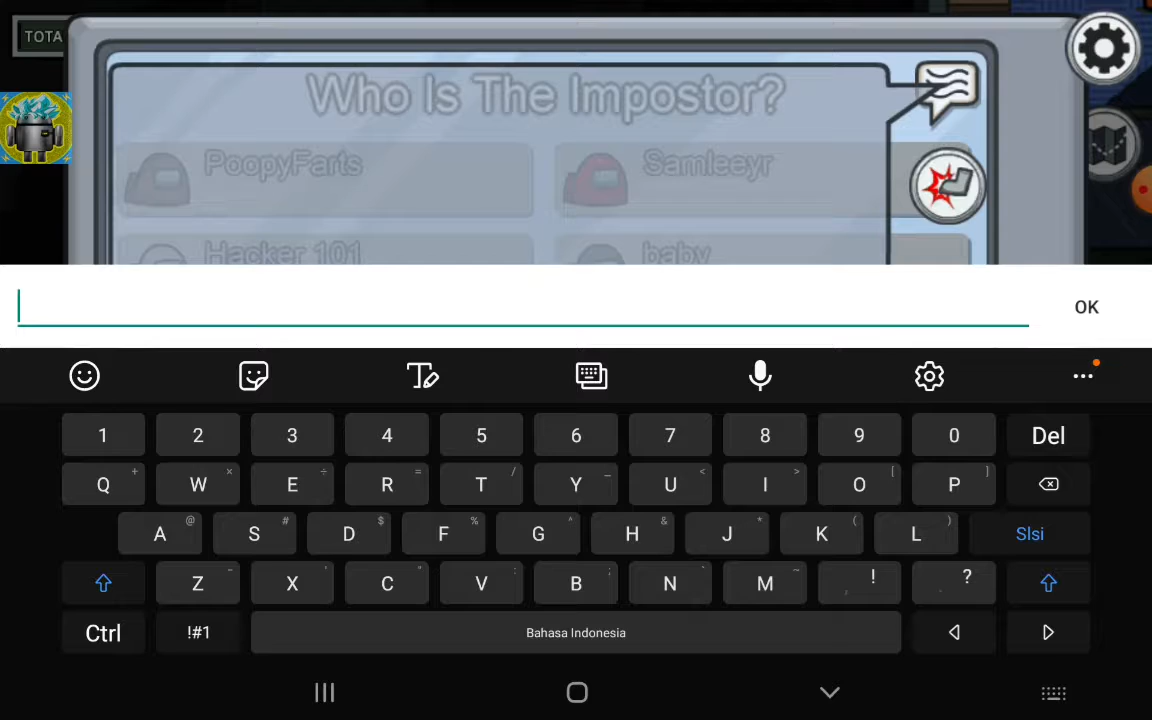 TOTA
Who Is The Impostor?
PoopyFarts
Samleeyr
Hacker 101
baby
OK
1 2 3 4 5 6 7 8 9 0 Del
Q + W × E ÷ R = T / Y _ U < I > O [ P ]
A @ S # D $ F % G ^ H & J * K ( L ) Slsi
Z - X ' C " V : B ; N ` M ~ ! , ? .
Ctrl !#1 Bahasa Indonesia